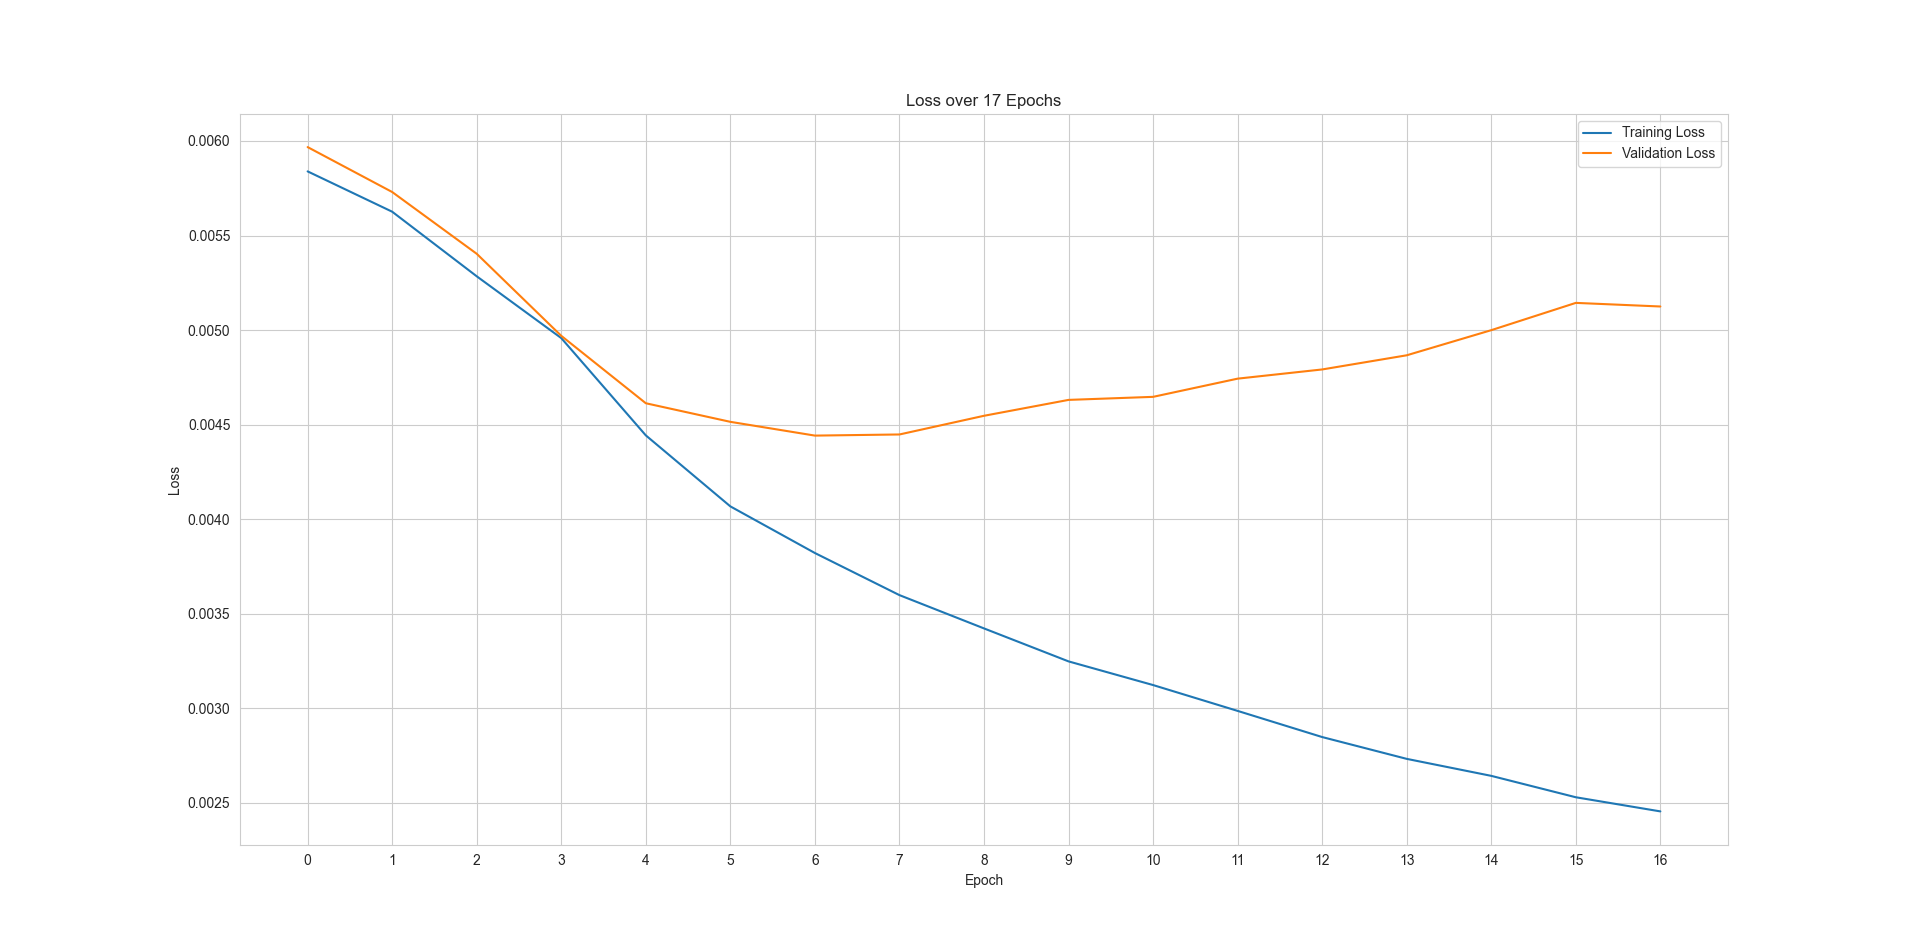 Loss over 17 Epochs
Training Loss
Validation Loss
0.0060
0.0055
0.0050
0.0045
0.0040
0.0035
0.0030
0.0025
Loss
0 1 2 3 4 5 6 7 8 9 10 11 12 13 14 15 16
Epoch